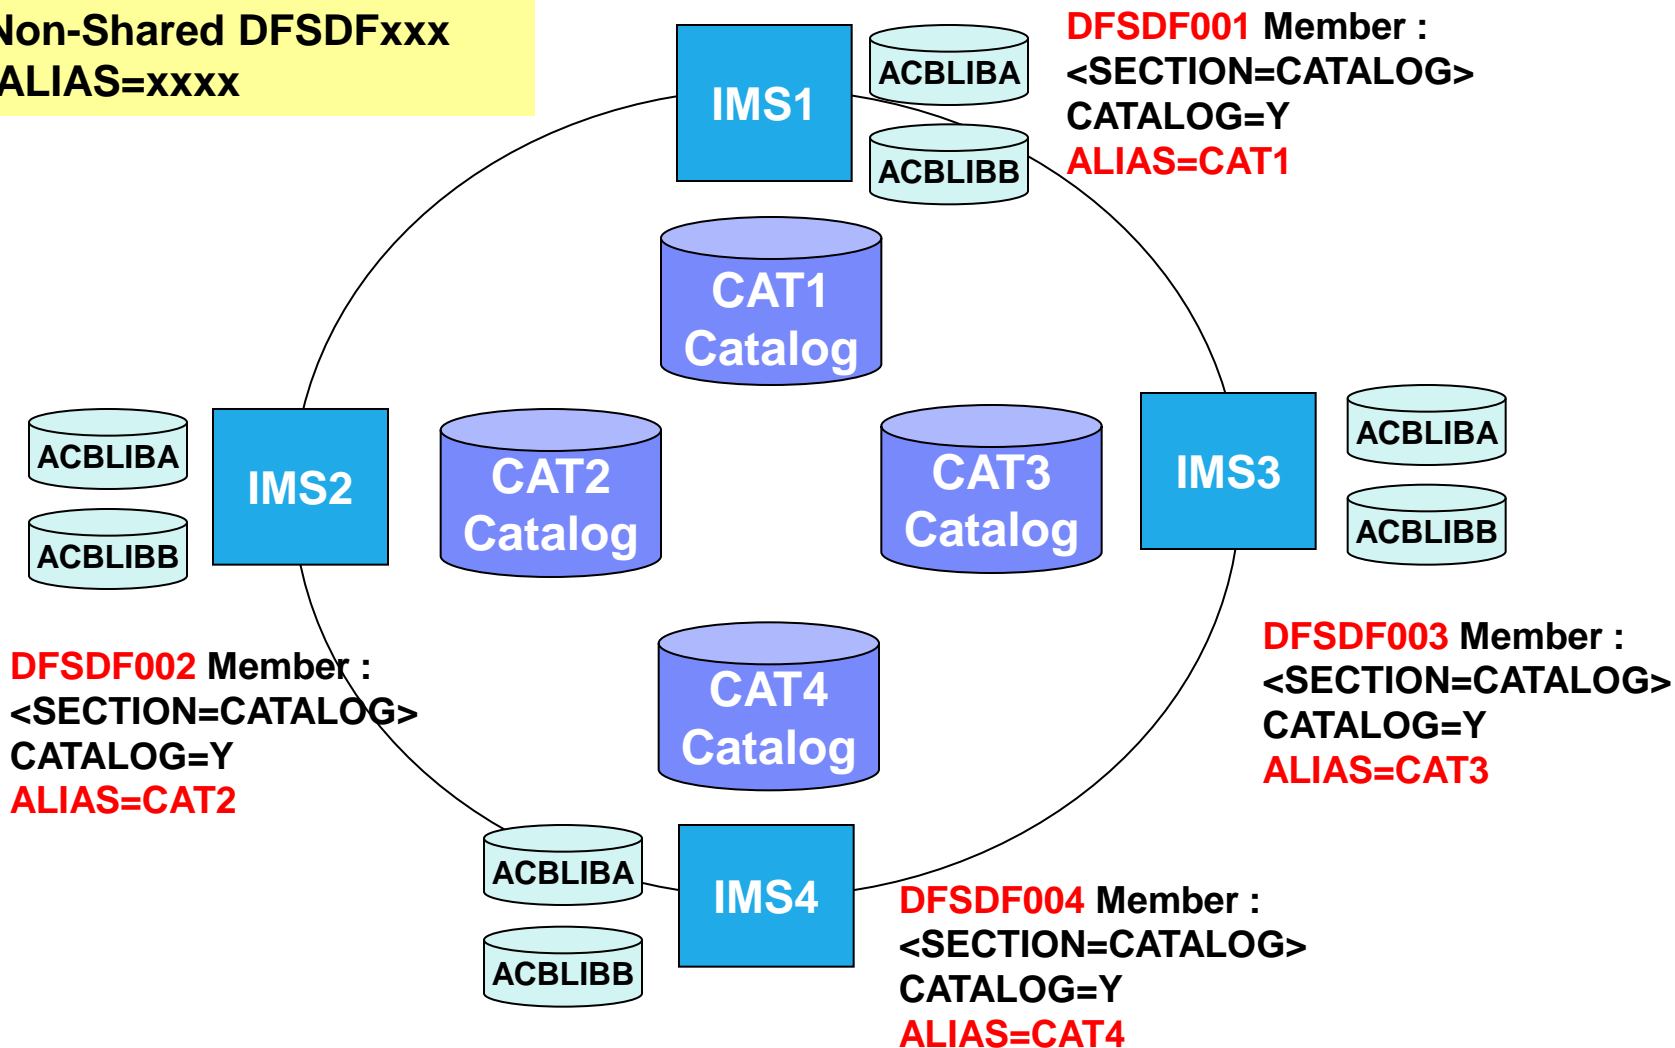 Non-Shared DFSDFxxx
ALIAS=xxxx
IMS1
ACBLIBA
ACBLIBB
DFSDF001 Member :
<SECTION=CATALOG>
CATALOG=Y
ALIAS=CAT1
CAT1
Catalog
ACBLIBA
ACBLIBB
IMS2
CAT2
Catalog
CAT3
Catalog
IMS3
ACBLIBA
ACBLIBB
DFSDF002 Member :
<SECTION=CATALOG>
CATALOG=Y
ALIAS=CAT2
CAT4
Catalog
DFSDF003 Member :
<SECTION=CATALOG>
CATALOG=Y
ALIAS=CAT3
ACBLIBA
ACBLIBB
IMS4
DFSDF004 Member :
<SECTION=CATALOG>
CATALOG=Y
ALIAS=CAT4